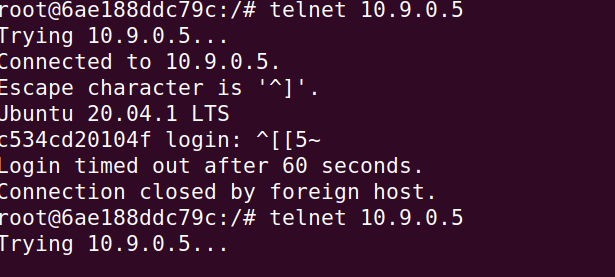 root@6ae188ddc79c:/# telnet 10.9.0.5
Trying 10.9.0.5...
Connected to 10.9.0.5.
Escape character is '^]'.
Ubuntu 20.04.1 LTS
c534cd20104f login: ^[[5~
Login timed out after 60 seconds.
Connection closed by foreign host.
root@6ae188ddc79c:/# telnet 10.9.0.5
Trying 10.9.0.5...